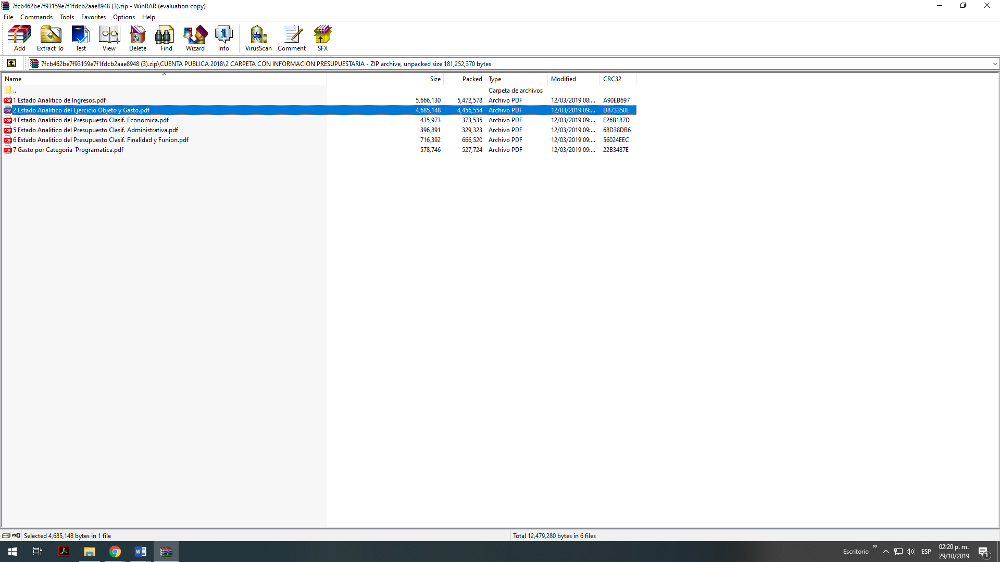 7fcb462be7f93159e7f1fdcb2aae8948 (3).zip - WinRAR (evaluation copy)
File Commands Tools Favorites Options Help
Add Extract To Test View Delete Find Wizard Info VirusScan Comment SFX
7fcb462be7f93159e7f1fdcb2aae8948 (3).zip\CUENTA PUBLICA 2018\2 CARPETA CON INFORMACION PRESUPUESTARIA - ZIP archive, unpacked size 181,252,370 bytes
Name Size Packed Type Modified CRC32
.. Carpeta de archivos
1 Estado Analitico de Ingresos.pdf 5,666,130 5,472,578 Archivo PDF 12/03/2019 08:... A90EB697
2 Estado Analitico del Ejercicio Objeto y Gasto.pdf 4,685,148 4,456,554 Archivo PDF 12/03/2019 09:... D873350E
4 Estado Analitico del Presupuesto Clasif. Economica.pdf 435,973 373,535 Archivo PDF 12/03/2019 09:... E26B187D
5 Estado Analitico del Presupuesto Clasif. Administrativa.pdf 396,891 329,323 Archivo PDF 12/03/2019 09:... 68D38DB6
6 Estado Analitico del Presupuesto Clasif. Finalidad y Funion.pdf 716,392 666,520 Archivo PDF 12/03/2019 09:... 56024EEC
7 Gasto por Categoria ´Programatica.pdf 578,746 527,724 Archivo PDF 12/03/2019 09:... 22B3487E
Selected 4,685,148 bytes in 1 file Total 12,479,280 bytes in 6 files
Escritorio » ESP 02:20 p. m.
29/10/2019 1